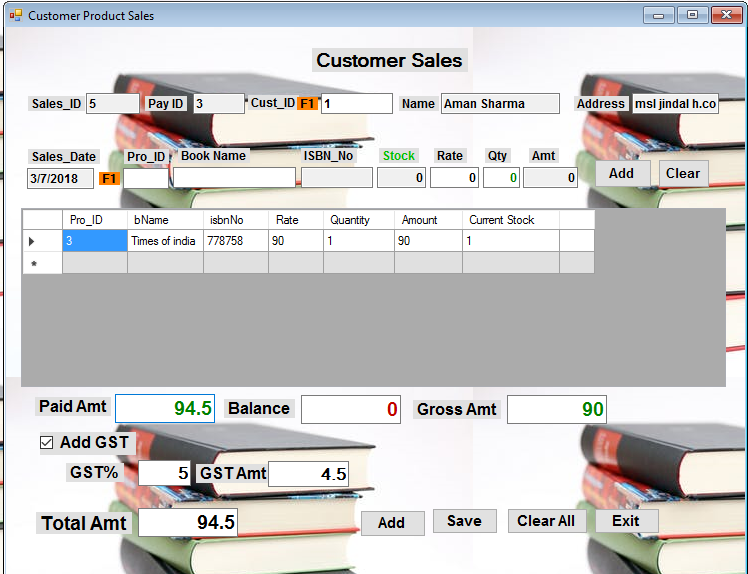 Customer Product Sales
Customer Sales
Sales_ID 5 Pay ID 3 Cust_ID F1 1 Name Aman Sharma Address msl jindal h.co
Sales_Date Pro_ID Book Name ISBN_No Stock Rate Qty Amt
3/7/2018 F1 0 0 0 0 Add Clear
Pro_ID bName isbnNo Rate Quantity Amount Current Stock
3 Times of india 778758 90 1 90 1
*
Paid Amt 94.5 Balance 0 Gross Amt 90
Add GST
GST% 5 GST Amt 4.5
Total Amt 94.5 Add Save Clear All Exit